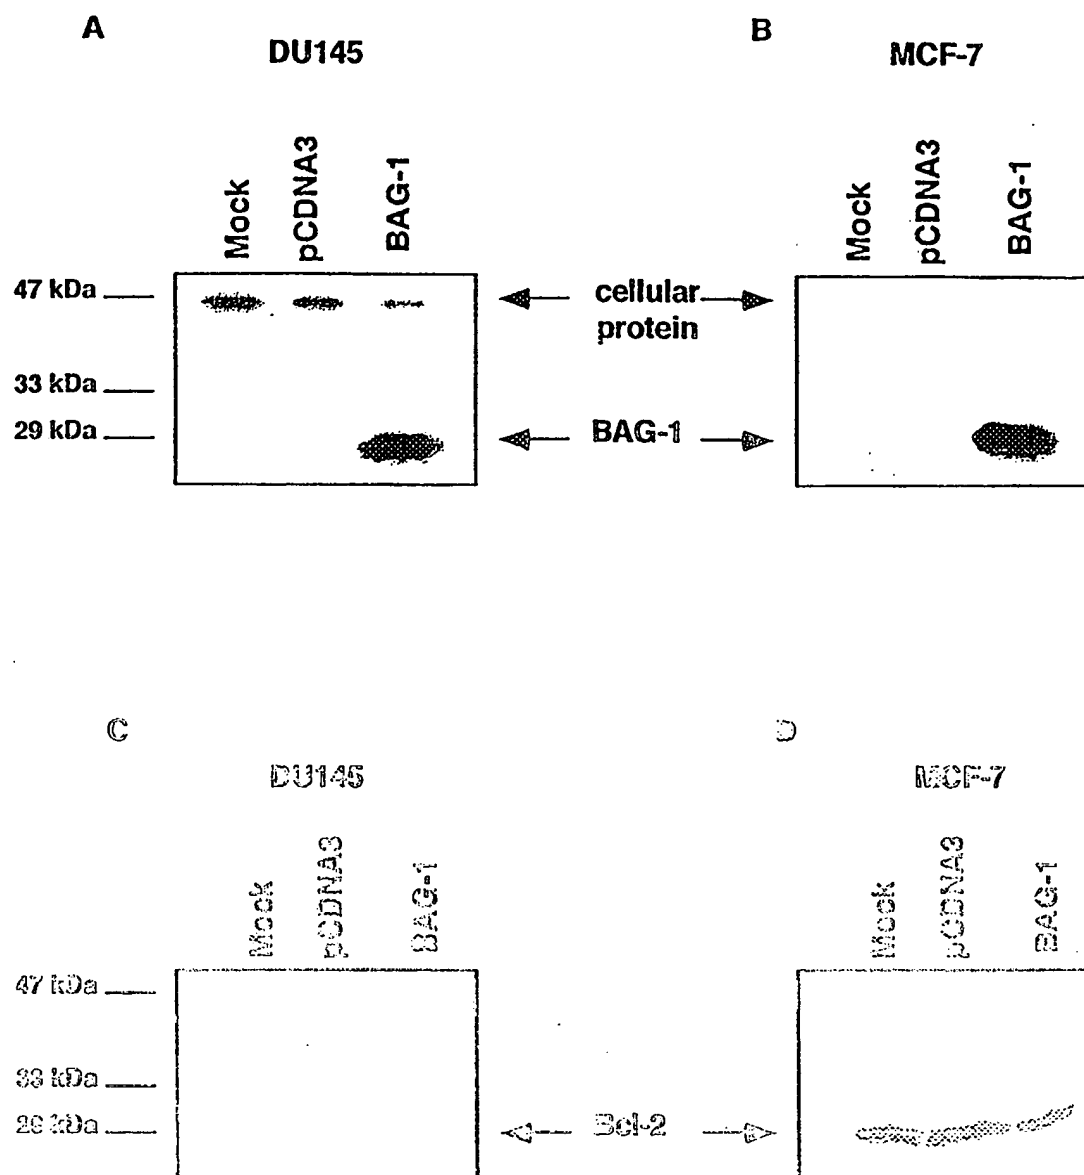 A
DU145
Mock
pCDNA3
BAG-1
47 kDa
33 kDa
29 kDa
cellular
protein
BAG-1
B
MCF-7
Mock
pCDNA3
BAG-1
C
DU145
Mock
pCDNA3
BAG-1
47 kDa
33 kDa
29 kDa
Bcl-2
D
MCF-7
Mock
pCDNA3
BAG-1